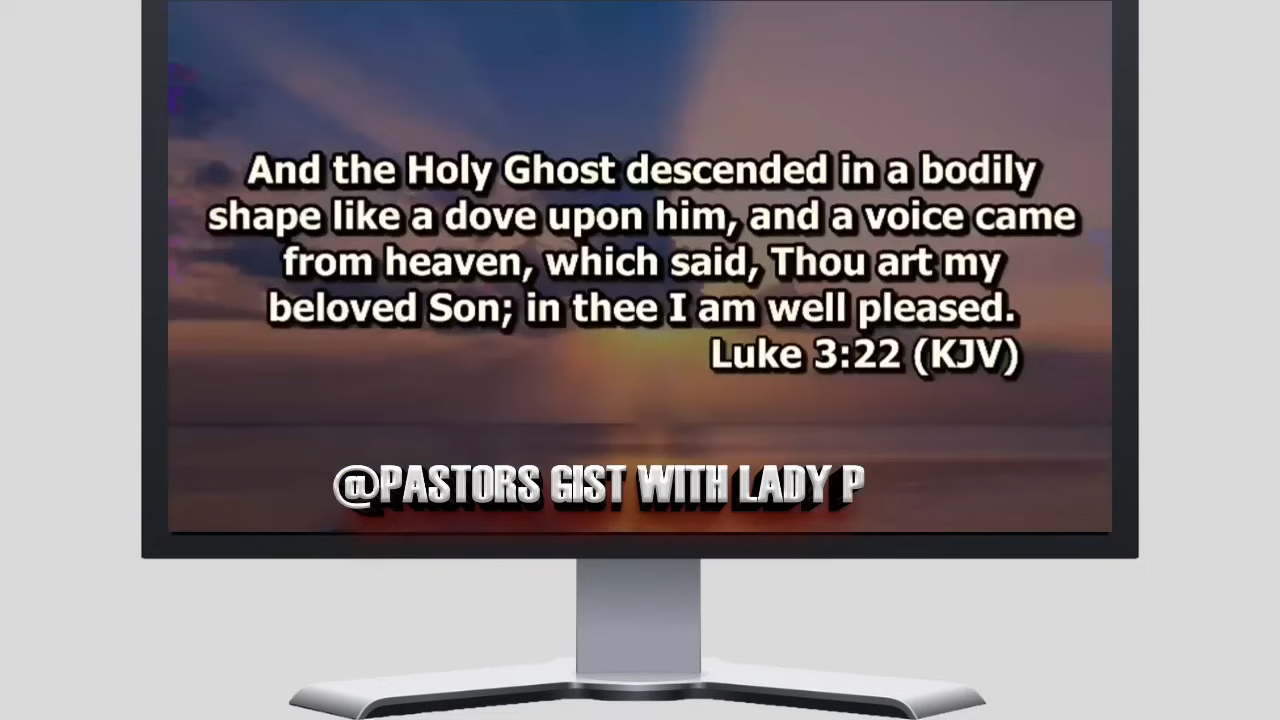 And the Holy Ghost descended in a bodily
shape like a dove upon him, and a voice came
from heaven, which said, Thou art my
beloved Son; in thee I am well pleased.
Luke 3:22 (KJV)
@PASTORS GIST WITH LADY P